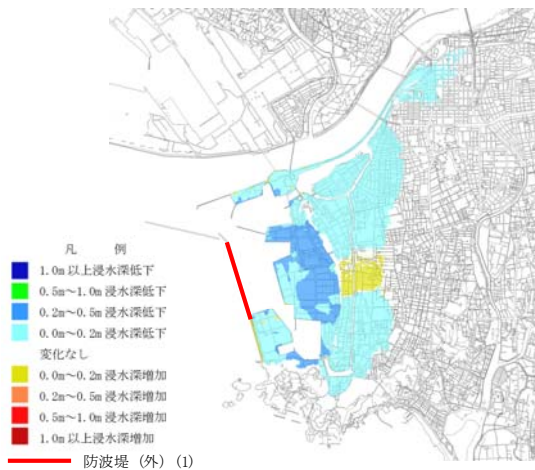 凡 例
1.0m以上浸水深低下
0.5m～1.0m浸水深低下
0.2m～0.5m浸水深低下
0.0m～0.2m浸水深低下
変化なし
0.0m～0.2m浸水深増加
0.2m～0.5m浸水深増加
0.5m～1.0m浸水深増加
1.0m以上浸水深増加
防波堤（外）(1)